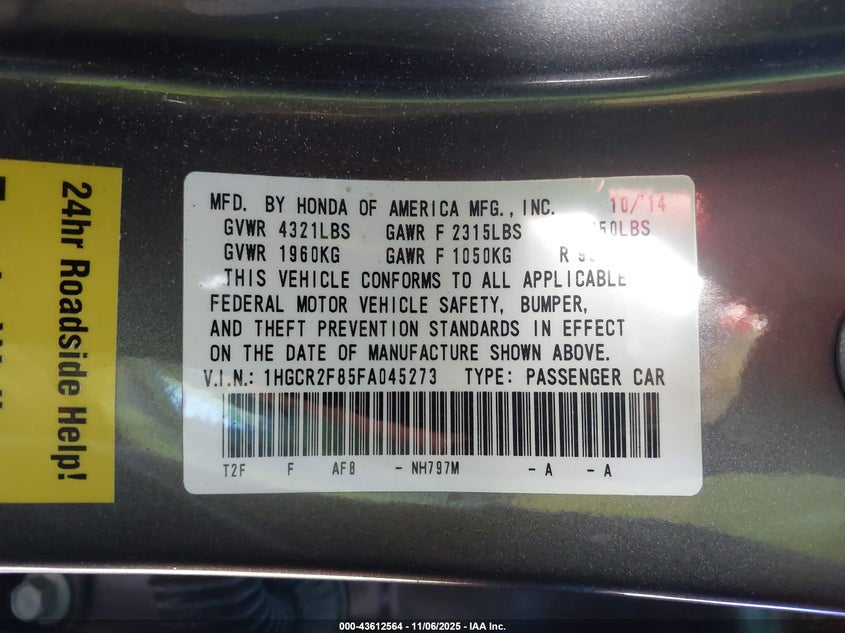 MFD. BY HONDA OF AMERICA MFG., INC. 10/'14
GVWR 4321LBS GAWR F 2315LBS 50LBS
GVWR 1960KG GAWR F 1050KG R 9
THIS VEHICLE CONFORMS TO ALL APPLICABLE
FEDERAL MOTOR VEHICLE SAFETY, BUMPER,
AND THEFT PREVENTION STANDARDS IN EFFECT
ON THE DATE OF MANUFACTURE SHOWN ABOVE.
V.I.N.: 1HGCR2F85FA045273 TYPE: PASSENGER CAR
T2F F AF8 - NH797M - A - A
24hr Roadside Help!
000-43612564 - 11/06/2025 - IAA Inc.